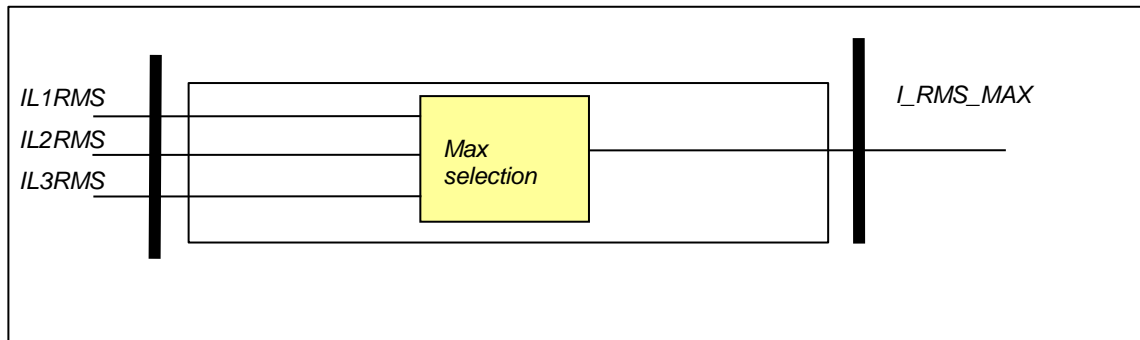 IL1RMS
IL2RMS
IL3RMS
Max
selection
I_RMS_MAX